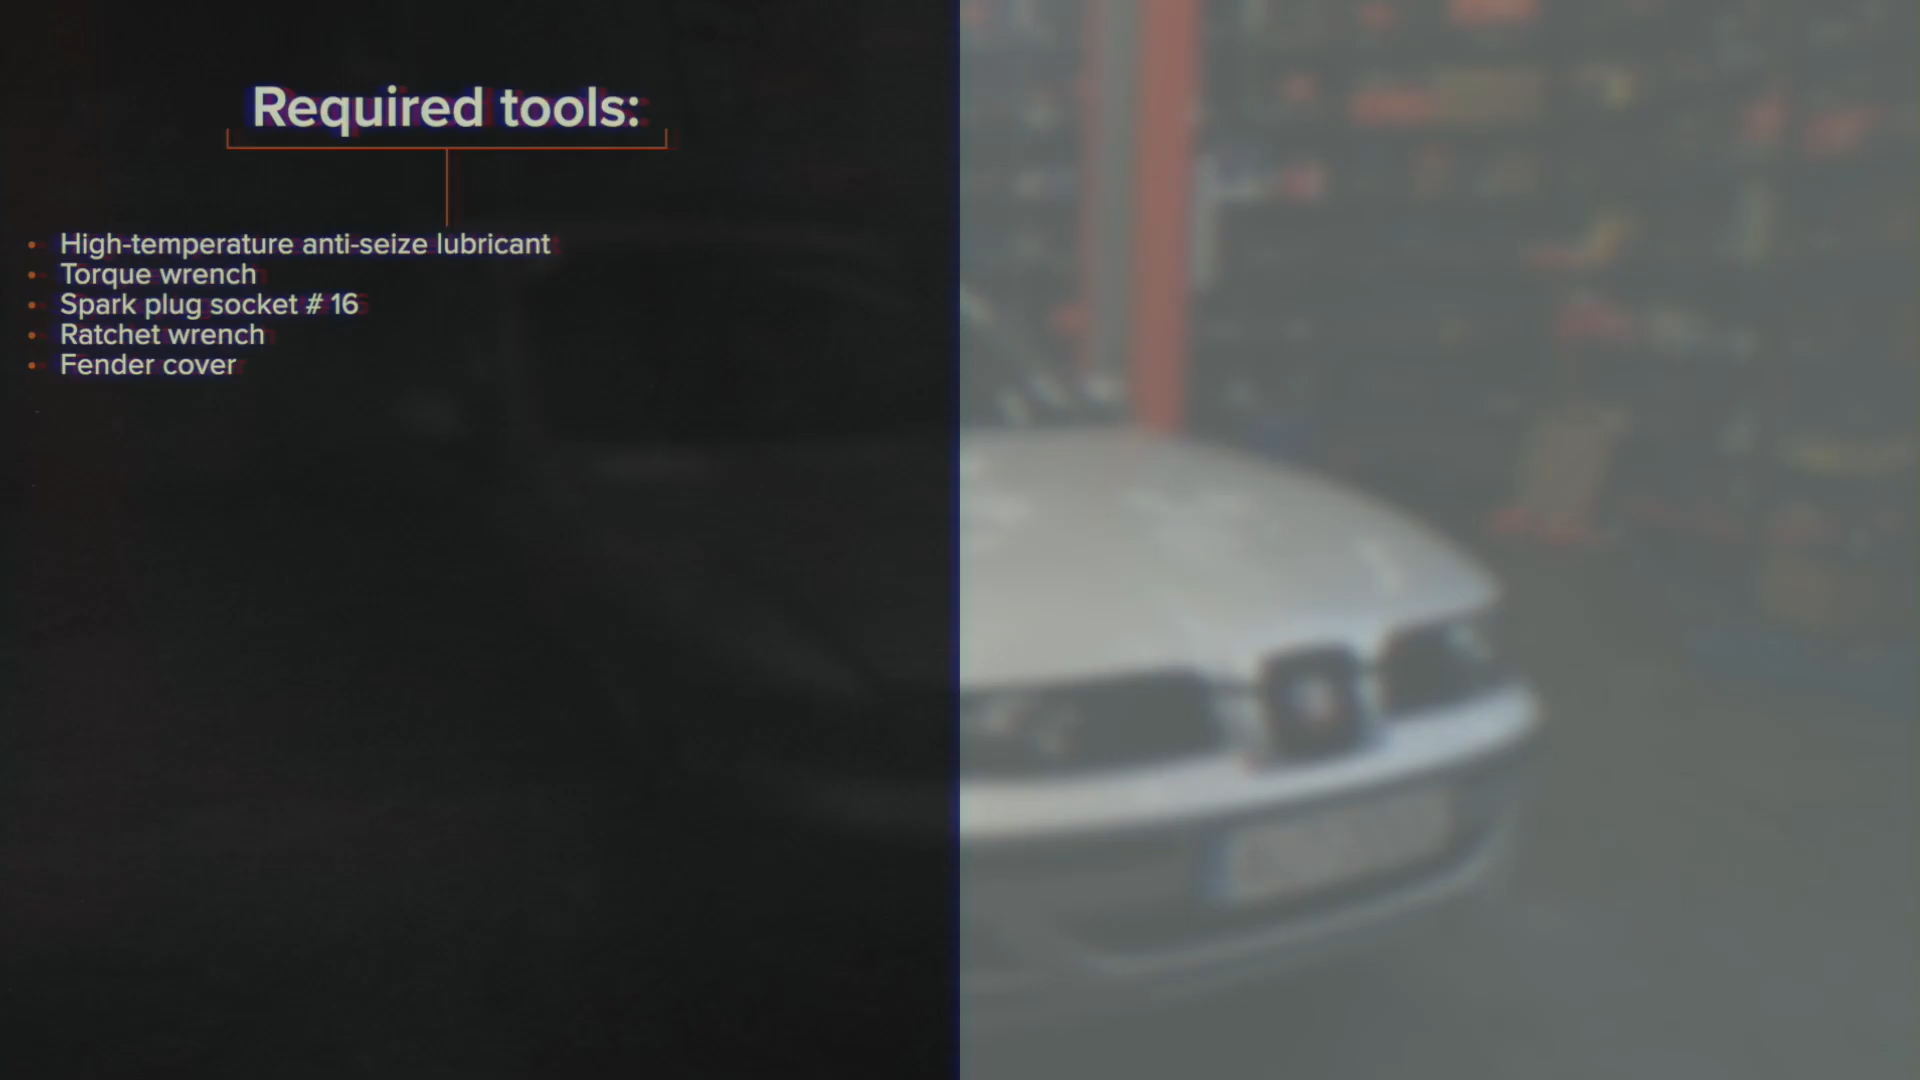 Required tools:
• High-temperature anti-seize lubricant
• Torque wrench
• Spark plug socket # 16
• Ratchet wrench
• Fender cover